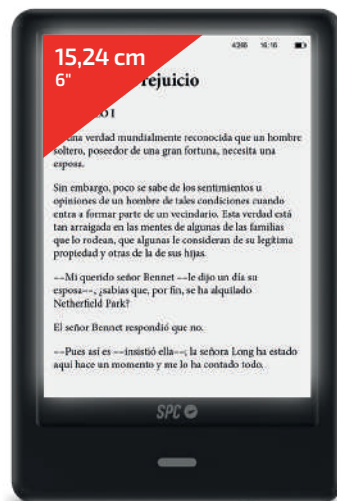 15,24 cm
6"
4286 16:16
rejuicio
o I
una verdad mundialmente reconocida que un hombre
soltero, poseedor de una gran fortuna, necesita una
esposa.
Sin embargo, poco se sabe de los sentimientos u
opiniones de un hombre de tales condiciones cuando
entra a formar parte de un vecindario. Esta verdad está
tan arraigada en las mentes de algunas de las familias
que lo rodean, que algunas le consideran de su legítima
propiedad y otras de la de sus hijas.
--Mi querido señor Bennet --le dijo un día su
esposa--, ¿sabías que, por fin, se ha alquilado
Netherfield Park?
El señor Bennet respondió que no.
--Pues así es --insistió ella--; la señora Long ha estado
aquí hace un momento y me lo ha contado todo.
SPC